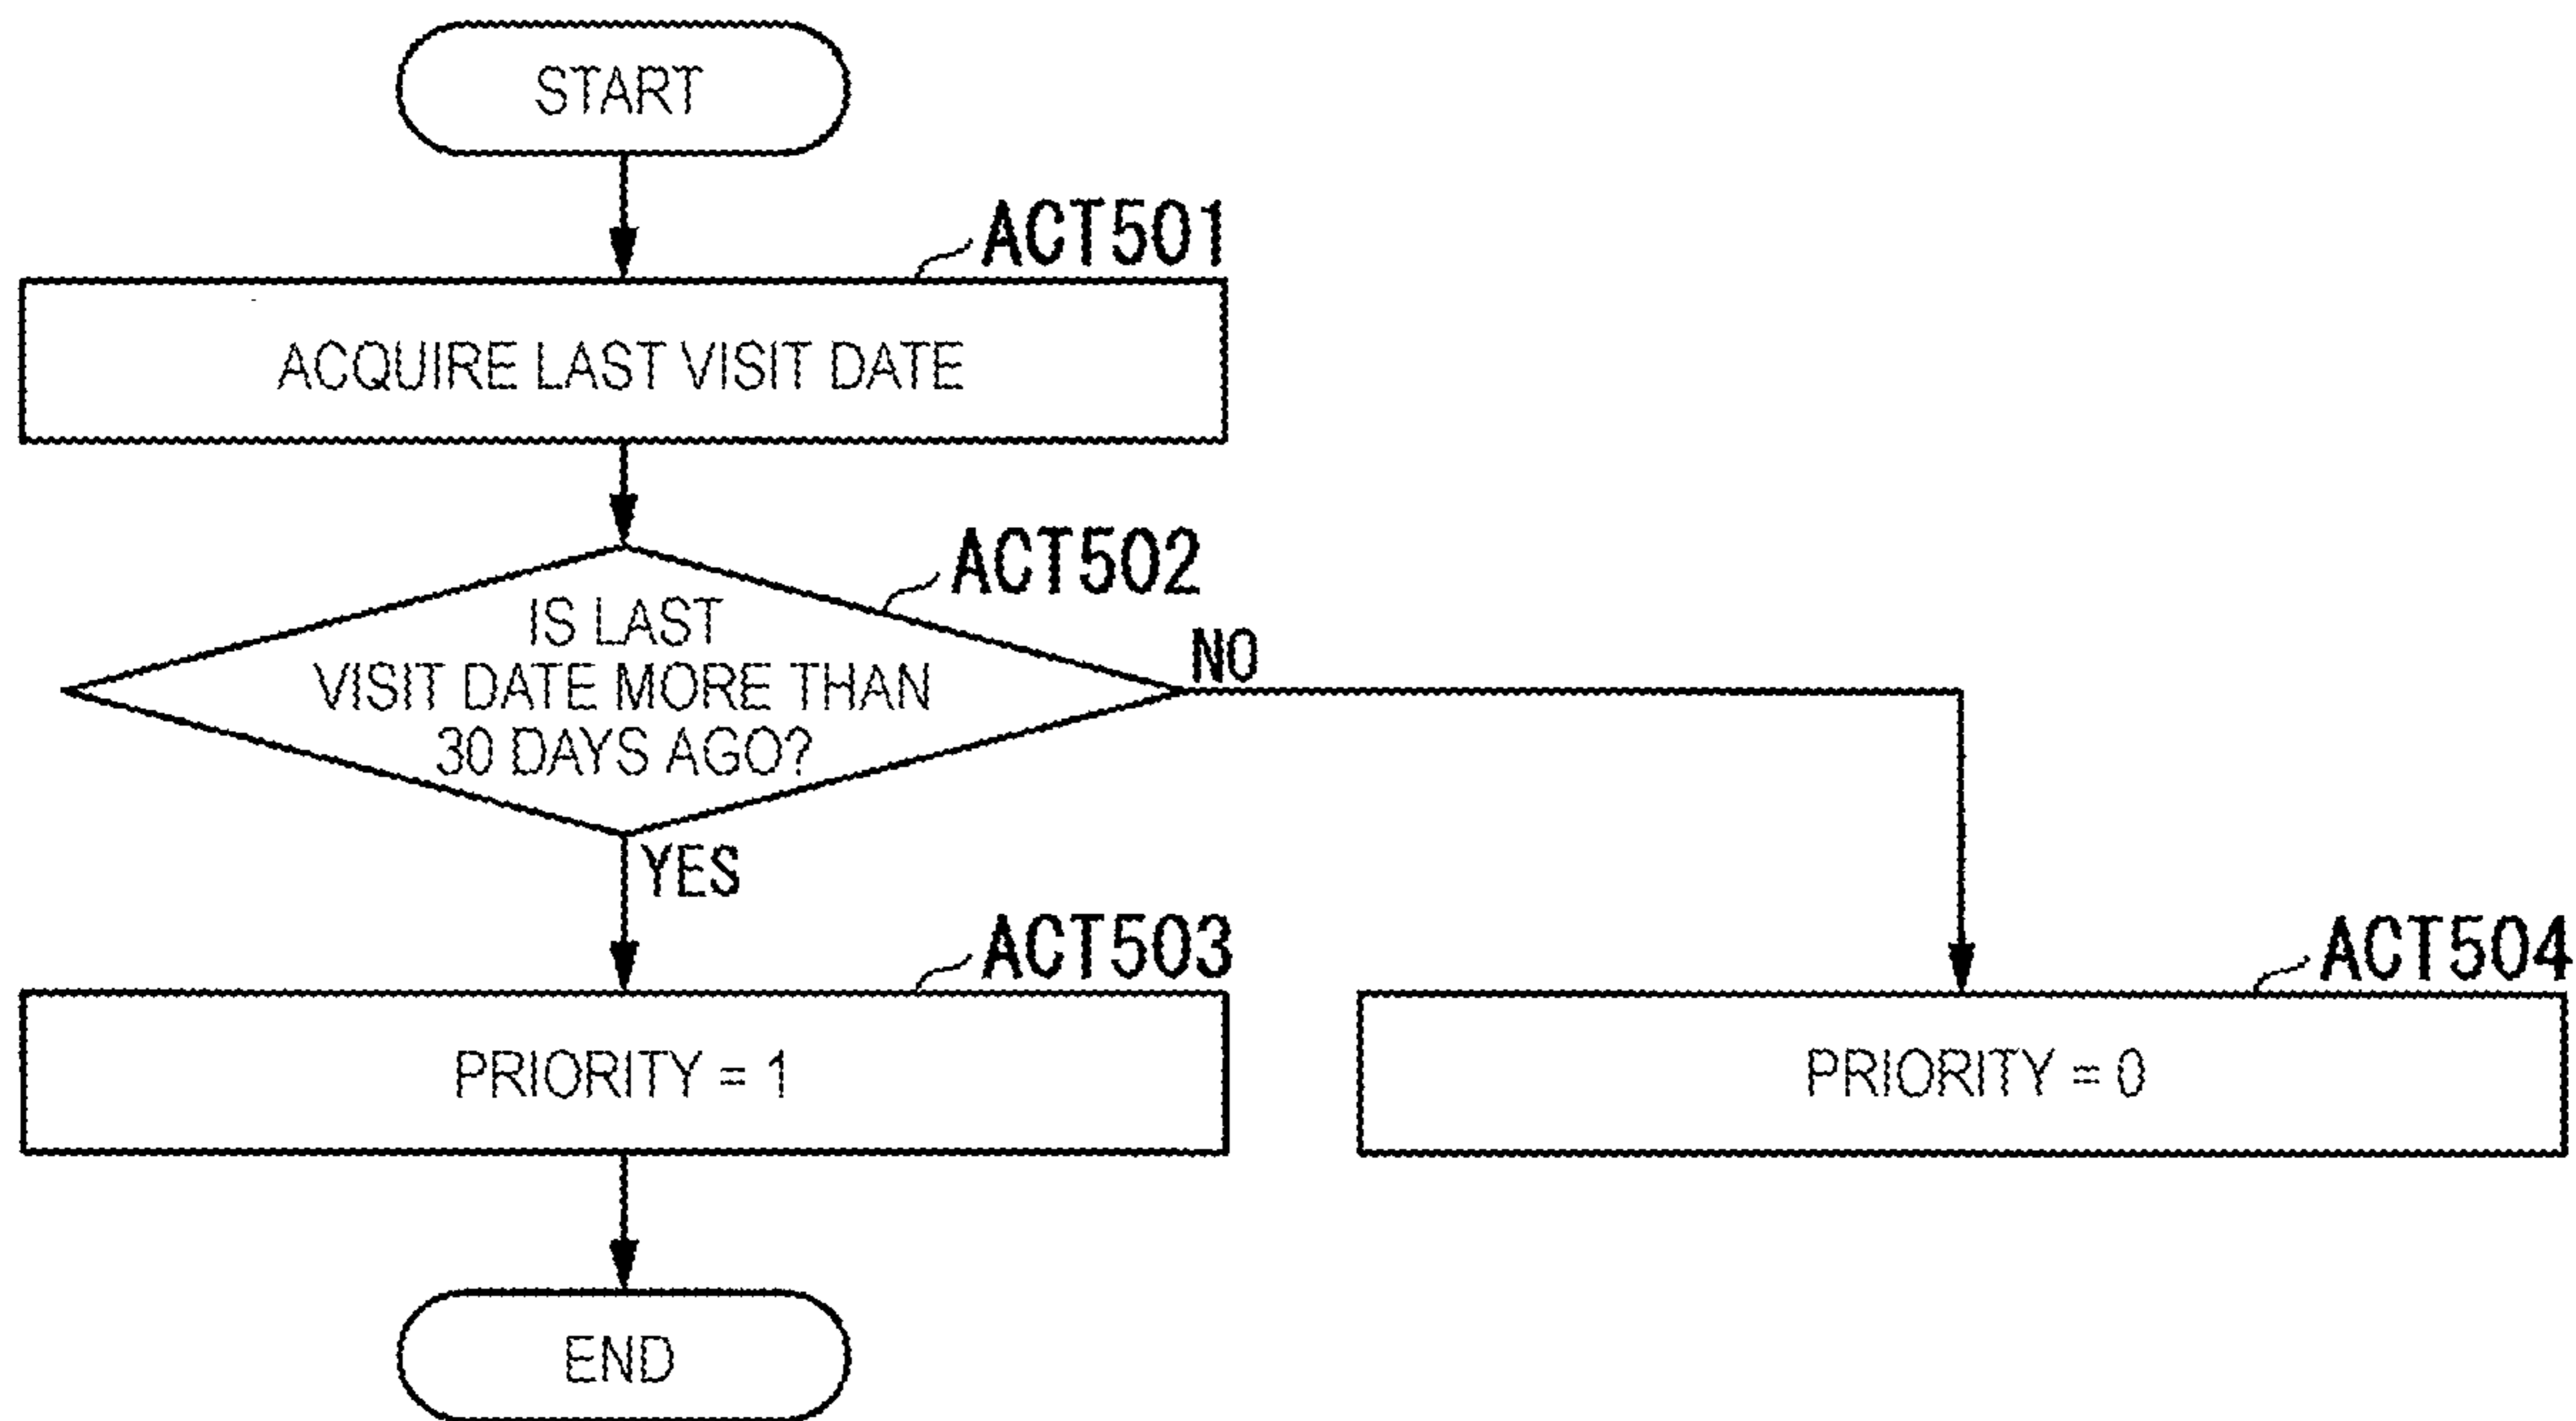 START
ACT501
ACQUIRE LAST VISIT DATE
ACT502
IS LAST
VISIT DATE MORE THAN
30 DAYS AGO?
NO
YES
ACT503
PRIORITY = 1
ACT504
PRIORITY = 0
END